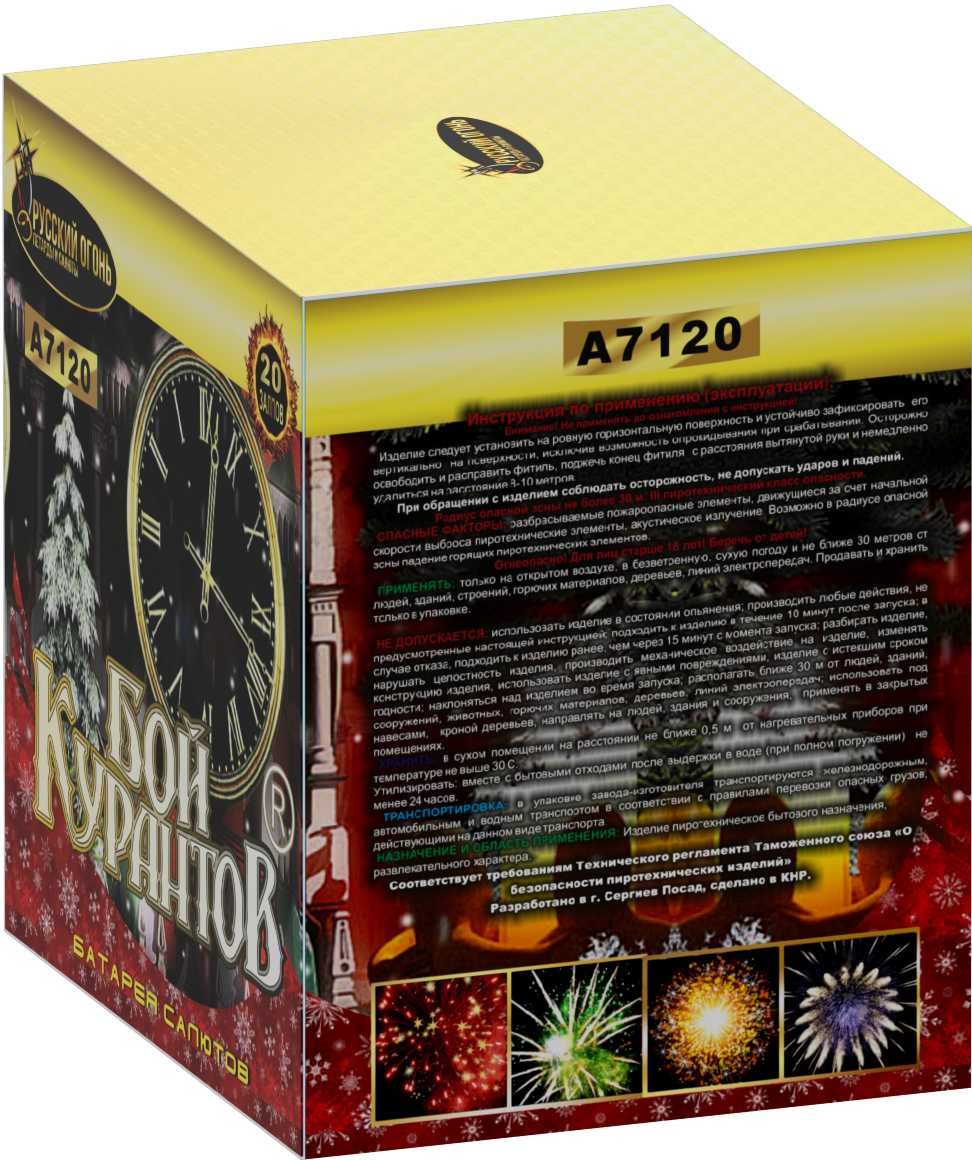 РУССКИЙ ОГОНЬ
ПЕТАРДЫ И САЛЮТЫ
РУССКИЙ ОГОНЬ
ПЕТАРДЫ И САЛЮТЫ
А7120
20
ЗАЛПОВ
БОЙ
КУРАНТОВ
®
БАТАРЕЯ САЛЮТОВ
А7120
Инструкция по применению (эксплуатации):
Внимание! Не применять до ознакомления с инструкцией!
Изделие следует установить на ровную горизонтальную поверхность и устойчиво зафиксировать его
вертикально на поверхности, исключив возможность опрокидывания при срабатывании. Осторожно
освободить и расправить фитиль, поджечь конец фитиля с расстояния вытянутой руки и немедленно
удалиться на расстояние 8-10 метров.
При обращении с изделием соблюдать осторожность, не допускать ударов и падений.
Радиус опасной зоны не более 30 м. III пиротехнический класс опасности.
ОПАСНЫЕ ФАКТОРЫ: разбрасываемые пожароопасные элементы, движущиеся за счет начальной
скорости выброса пиротехнические элементы, акустическое излучение. Возможно в радиусе опасной
зоны падение горящих пиротехнических элементов.
Огнеопасно! Для лиц старше 18 лет! Беречь от детей!
ПРИМЕНЯТЬ: только на открытом воздухе, в безветренную, сухую погоду и не ближе 30 метров от
людей, зданий, строений, горючих материалов, деревьев, линий электропередач. Продавать и хранить
только в упаковке.
НЕ ДОПУСКАЕТСЯ: использовать изделие в состоянии опьянения; производить любые действия, не
предусмотренные настоящей инструкцией; подходить к изделию в течение 10 минут после запуска; в
случае отказа, подходить к изделию ранее, чем через 15 минут с момента запуска; разбирать изделие,
нарушать целостность изделия, производить механическое воздействие на изделие, изменять
конструкцию изделия, использовать изделие с явными повреждениями, изделие с истекшим сроком
годности; наклоняться над изделием во время запуска; располагать ближе 30 м от людей, зданий,
сооружений, животных, горючих материалов, деревьев, линий электропередач; использовать под
навесами, кроной деревьев, направлять на людей, здания и сооружения, применять в закрытых
помещениях.
ХРАНИТЬ: в сухом помещении на расстоянии не ближе 0,5 м от нагревательных приборов при
температуре не выше 30 С.
Утилизировать: вместе с бытовыми отходами после выдержки в воде (при полном погружении) не
менее 24 часов.
ТРАНСПОРТИРОВКА: в упаковке завода-изготовителя транспортируются железнодорожным,
автомобильным и водным транспортом в соответствии с правилами перевозки опасных грузов,
действующими на данном виде транспорта.
НАЗНАЧЕНИЕ И ОБЛАСТЬ ПРИМЕНЕНИЯ: Изделие пиротехническое бытового назначения,
развлекательного характера.
Соответствует требованиям Технического регламента Таможенного союза «О
безопасности пиротехнических изделий»
Разработано в г. Сергиев Посад, сделано в КНР.